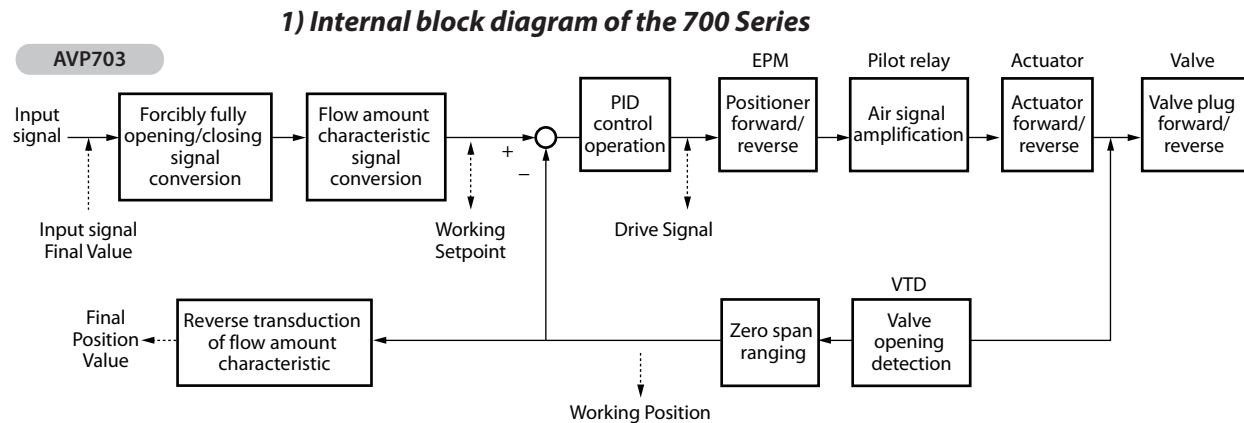 1) Internal block diagram of the 700 Series
AVP703
EPM
Pilot relay
Actuator
Valve
Input
signal
Forcibly fully
opening/closing
signal
conversion
Flow amount
characteristic
signal
conversion
+
−
PID
control
operation
Positioner
forward/
reverse
Air signal
amplification
Actuator
forward/
reverse
Valve plug
forward/
reverse
Input signal
Final Value
Working
Setpoint
Drive Signal
VTD
Final
Position
Value
Reverse transduction
of flow amount
characteristic
Zero span
ranging
Valve
opening
detection
Working Position